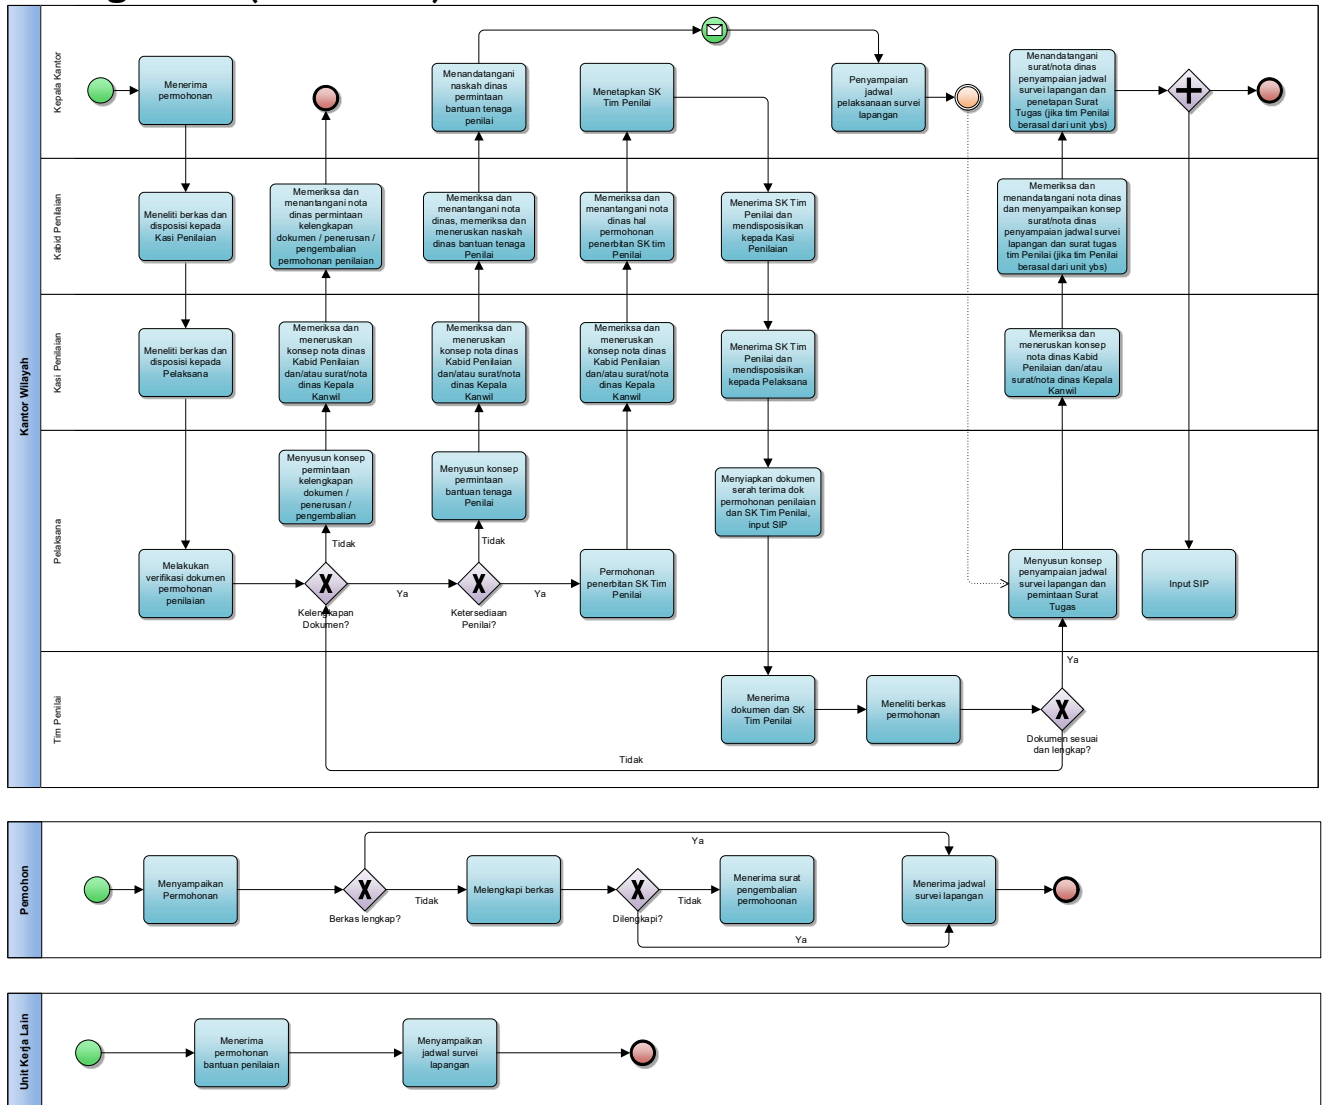 Kantor Wilayah
Kepala Kantor
Menerima
permohonan
Menandatangani
naskah dinas
permintaan
bantuan tenaga
penilai
Menetapkan SK
Tim Penilai
Penyampaian
jadwal
pelaksanaan survei
lapangan
Menandatangani
surat/nota dinas
penyampaian jadwal
survei lapangan dan
penetapan Surat
Tugas (jika tim Penilai
berasal dari unit ybs)
Kabid Penilaian
Meneliti berkas dan
disposisi kepada
Kasi Penilaian
Memeriksa dan
menantangani nota
dinas permintaan
kelengkapan
dokumen / penerusan /
pengembalian
permohonan penilaian
Memeriksa dan
menantangani nota
dinas, memeriksa dan
meneruskan naskah
dinas bantuan tenaga
Penilai
Memeriksa dan
menantangani nota
dinas hal
permohonan
penerbitan SK tim
Penilai
Menerima SK Tim
Penilai dan
mendisposisikan
kepada Kasi
Penilaian
Memeriksa dan
menandatangani nota dinas
dan menyampaikan konsep
surat/nota dinas
penyampaian jadwal survei
lapangan dan surat tugas
tim Penilai (jika tim Penilai
berasal dari unit ybs)
Kasi Penilaian
Meneliti berkas dan
disposisi kepada
Pelaksana
Memeriksa dan
meneruskan
konsep nota dinas
Kabid Penilaian
dan/atau surat/nota
dinas Kepala
Kanwil
Memeriksa dan
meneruskan
konsep nota dinas
Kabid Penilaian
dan/atau surat/nota
dinas Kepala
Kanwil
Memeriksa dan
meneruskan
konsep nota dinas
Kabid Penilaian
dan/atau surat/nota
dinas Kepala
Kanwil
Menerima SK Tim
Penilai dan
mendisposisikan
kepada Pelaksana
Memeriksa dan
meneruskan konsep
nota dinas Kabid
Penilaian dan/atau
surat/nota dinas Kepala
Kanwil
Pelaksana
Melakukan
verifikasi dokumen
permohonan
penilaian
Menyusun konsep
permintaan
kelengkapan
dokumen /
penerusan /
pengembalian
Tidak
Kelengkapan
Dokumen?
Ya
Menyusun konsep
permintaan
bantuan tenaga
Penilai
Tidak
Ketersediaan
Penilai?
Ya
Permohonan
penerbitan SK Tim
Penilai
Menyiapkan dokumen
serah terima dok
permohonan penilaian
dan SK Tim Penilai,
input SIP
Menyusun konsep
penyampaian jadwal
survei lapangan dan
pemintaan Surat
Tugas
Input SIP
Tim Penilai
Menerima
dokumen dan SK
Tim Penilai
Meneliti berkas
permohonan
Ya
Dokumen sesuai
dan lengkap?
Tidak
Pemohon
Menyampaikan
Permohonan
Berkas lengkap?
Ya
Tidak
Melengkapi berkas
Dilengkapi?
Tidak
Ya
Menerima surat
pengembalian
permohoonan
Menerima jadwal
survei lapangan
Unit Kerja Lain
Menerima
permohonan
bantuan penilaian
Menyampaikan
jadwal survei
lapangan